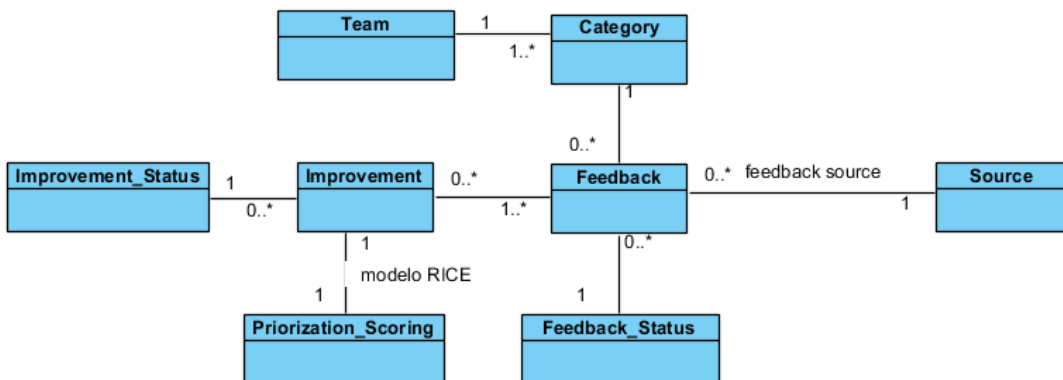 Team
1
1..*
Category
1
0..*
Improvement_Status
1
0..*
Improvement
0..*
1..*
Feedback
0..* feedback source
1
Source
1
modelo RICE
1
Priorization_Scoring
0..*
1
Feedback_Status